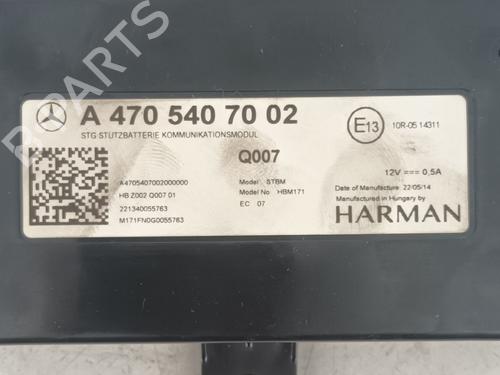 A 470 540 70 02
STG STUTZBATTERIE KOMMUNIKATIONSMODUL
Q007
A4705407002000000
HB Z002 Q007 01
221340055763
M171FN0G0055763
Model STBM
Model No HBM171
EC 07
E13
10R-05 14311
12V 0,5A
Date of Manufacture: 22/05/14
Manufactured in Hungary by
HARMAN
B-PARTS